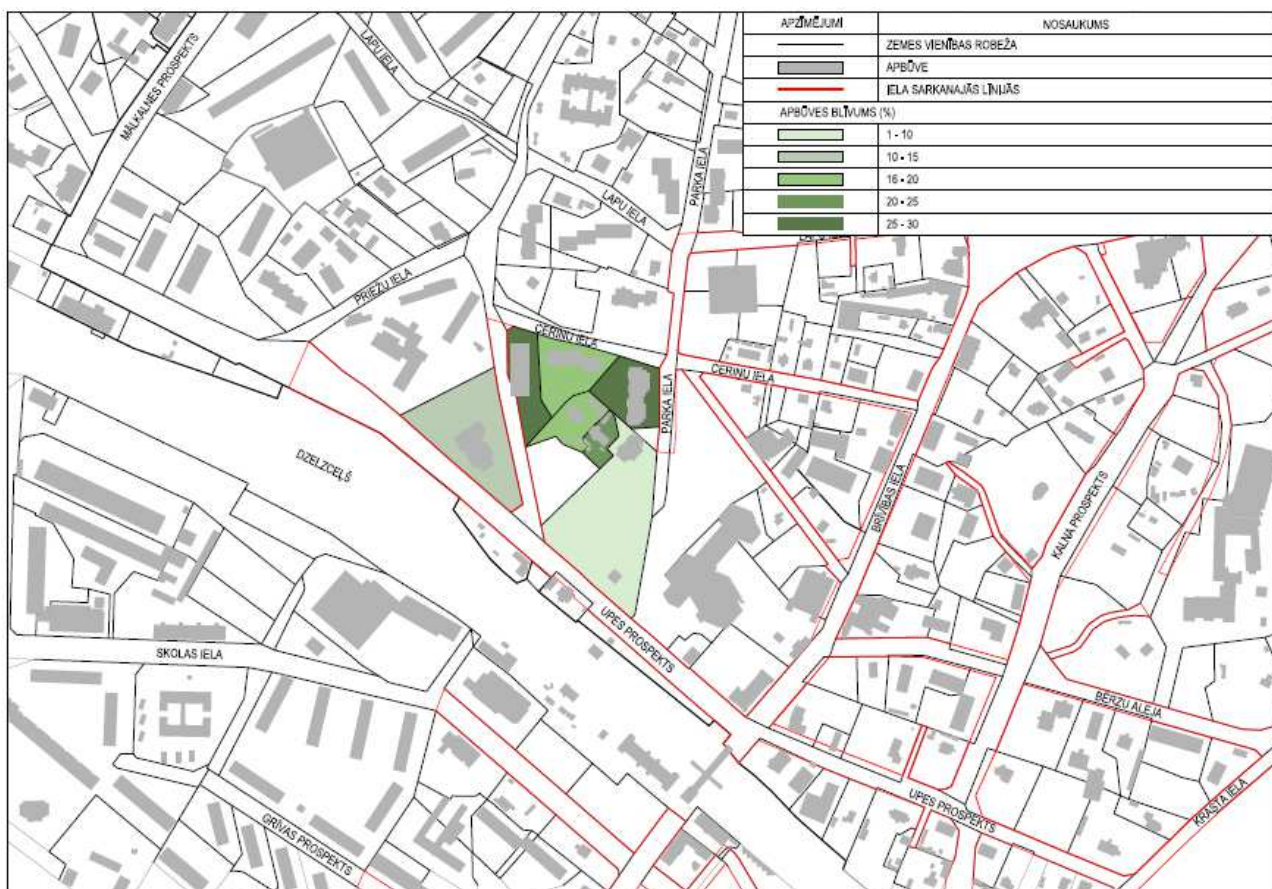 APZĪMĒJUMI NOSAUKUMS
ZEMES VIENĪBAS ROBEŽA
APBŪVE
IELA SARKANAJĀS LĪNIJĀS
APBŪVES BLĪVUMS (%)
1 - 10
10 - 15
16 - 20
20 - 25
25 - 30
MĀLKALNES PROSPEKTS
LAPU IELA
PARKA IELA
LAPU IELA
PRIEŽU IELA
CERIŅU IELA
CERIŅU IELA
PARKA IELA
DZELZCEĻŠ
BRĪVĪBAS IELA
KALNA PROSPEKTS
UPES PROSPEKTS
SKOLAS IELA
BĒRZU ALEJA
UPES PROSPEKTS
KRASTA IELA
GRĪVAS PROSPEKTS